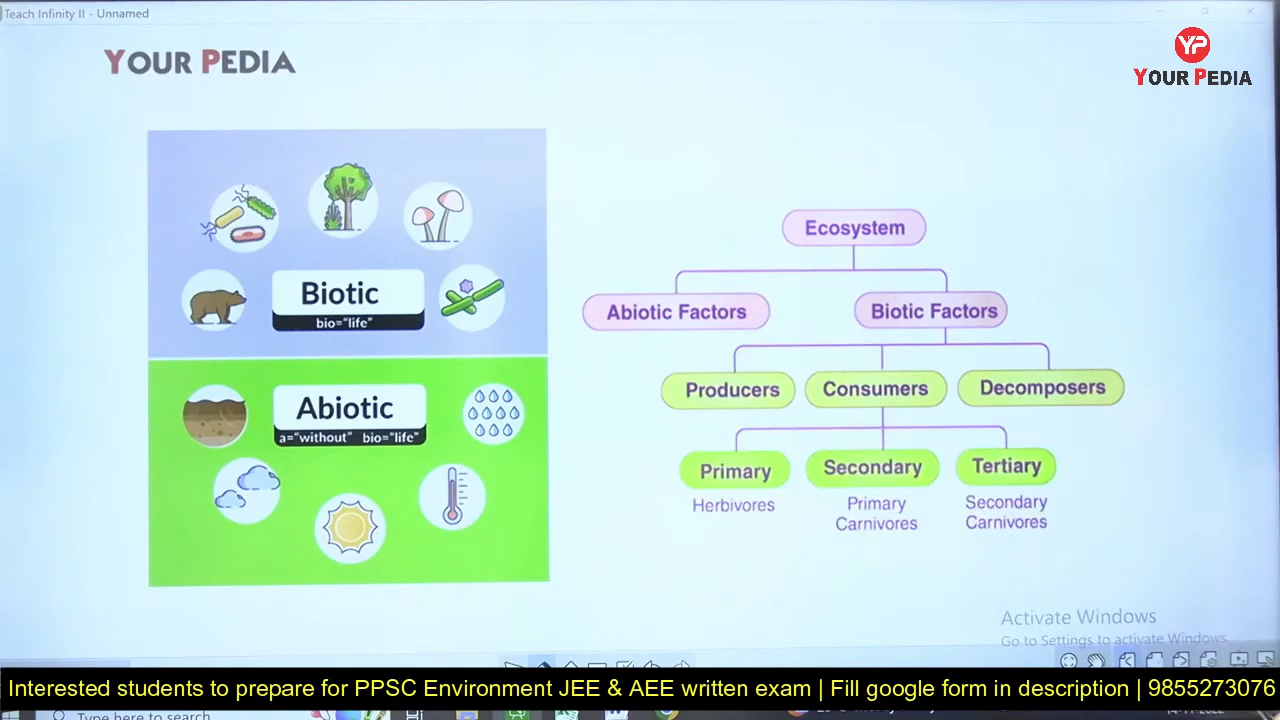 Teach Infinity II - Unnamed
YOUR PEDIA
YP
YOUR PEDIA
Biotic
bio="life"
Abiotic
a="without" bio="life"
Ecosystem
Abiotic Factors
Biotic Factors
Producers
Consumers
Decomposers
Primary
Secondary
Tertiary
Herbivores
Primary
Carnivores
Secondary
Carnivores
Activate Windows
Go to Settings to activate Windows.
Interested students to prepare for PPSC Environment JEE & AEE written exam | Fill google form in description | 9855273076
Type here to search